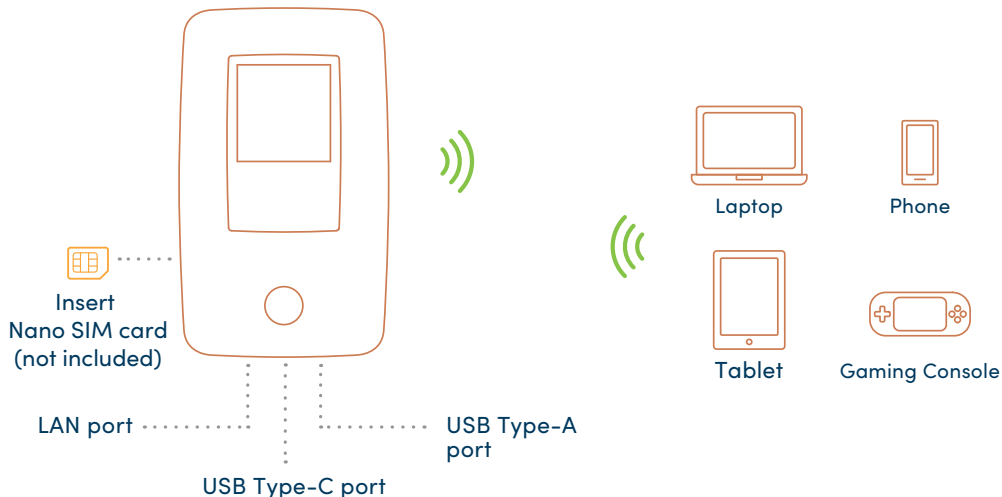 Laptop
Phone
Insert
Nano SIM card
(not included)
Tablet
Gaming Console
LAN port
USB Type-A
port
USB Type-C port